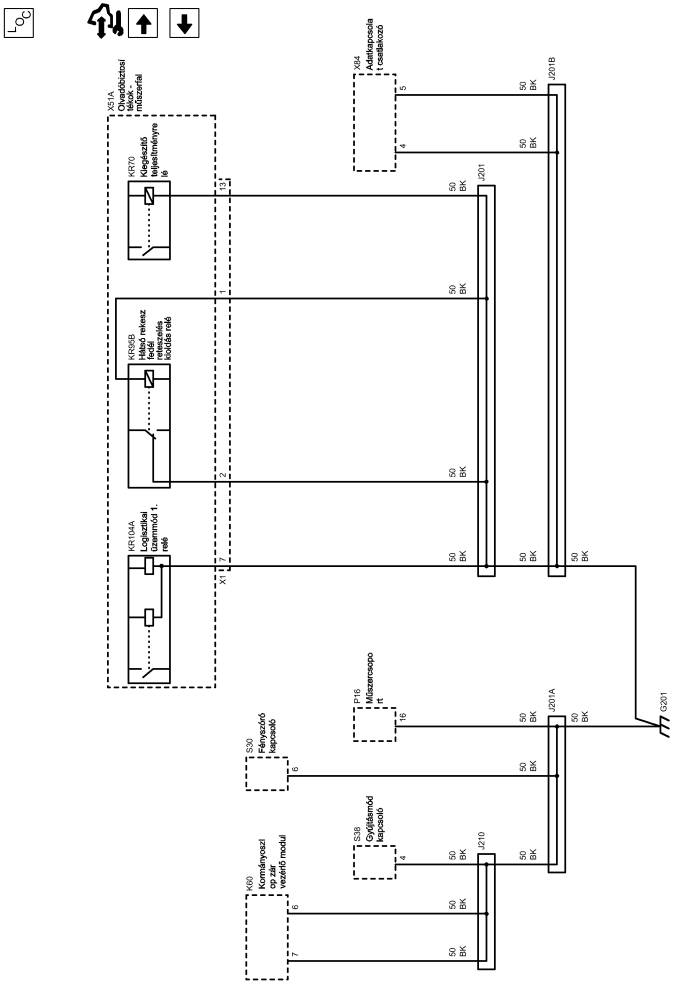 LOC
X51A
Olvadóbiztosí
tékok -
műszerfal
KR70
Kiegészítő
teljesítményre
lé
13
50
BK
J201
X84
Adatkapcsola
t csatlakozó
5
50
BK
4
50
BK
J201B
1
50
BK
KR95B
Hátsó rekesz
fedél
reteszelés
kioldás relé
2
50
BK
KR104A
Logisztikai
üzemmód 1.
relé
X1
7
50
BK
50
BK
50
BK
P16
Műszercsopo
rt
16
50
BK
J201A
50
BK
G201
S30
Fényszóró
kapcsoló
6
50
BK
S38
Gyújtásmód
kapcsoló
4
50
BK
J210
50
BK
K60
Kormányoszl
op zár
vezérlő modul
6
50
BK
7
50
BK